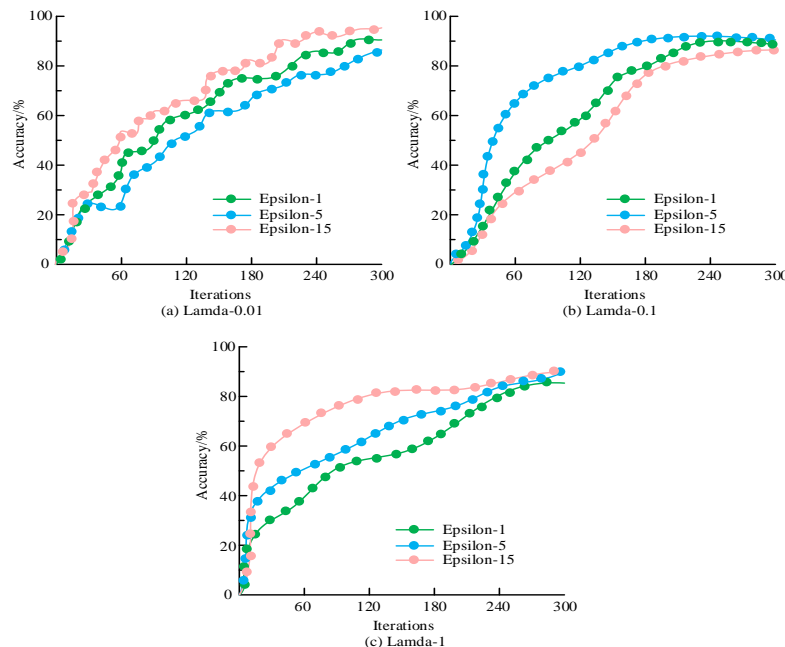 100
80
60
40
20
0
Accuracy/%
Epsilon-1
Epsilon-5
Epsilon-15
60 120 180 240 300
Iterations
(a) Lamda-0.01
100
80
60
40
20
0
Accuracy/%
Epsilon-1
Epsilon-5
Epsilon-15
60 120 180 240 300
Iterations
(b) Lamda-0.1
100
80
60
40
20
0
Accuracy/%
Epsilon-1
Epsilon-5
Epsilon-15
60 120 180 240 300
Iterations
(c) Lamda-1